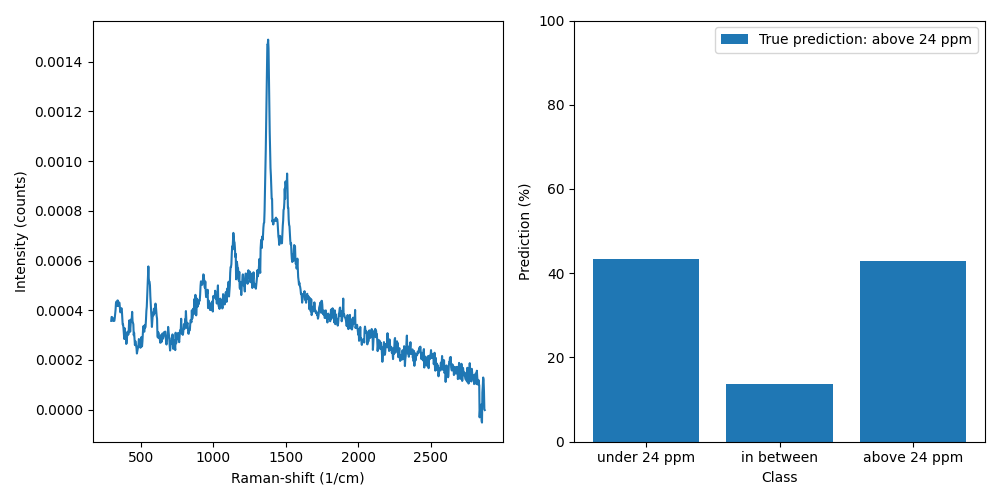 0.0014
0.0012
0.0010
0.0008
0.0006
0.0004
0.0002
0.0000
Intensity (counts)
500 1000 1500 2000 2500
Raman-shift (1/cm)
100
80
60
40
20
0
Prediction (%)
True prediction: above 24 ppm
under 24 ppm in between above 24 ppm
Class